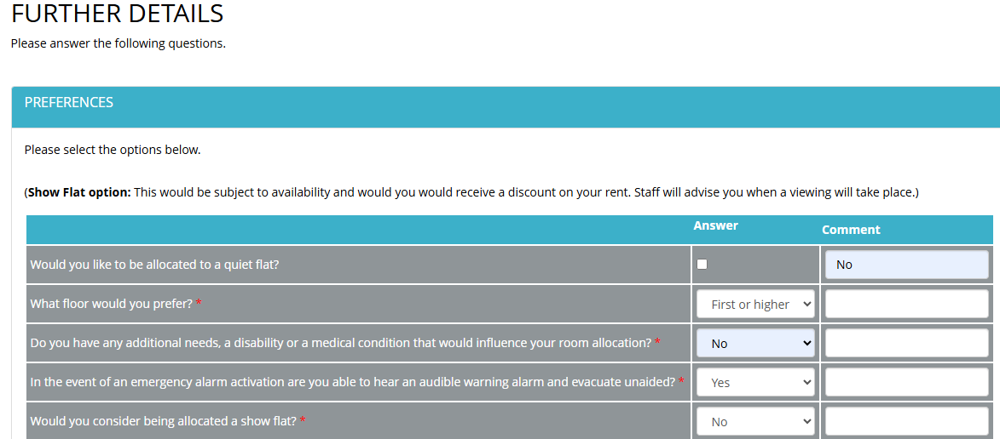 FURTHER DETAILS
Please answer the following questions.
PREFERENCES
Please select the options below.
(Show Flat option: This would be subject to availability and would you would receive a discount on your rent. Staff will advise you when a viewing will take place.)
Answer Comment
Would you like to be allocated to a quiet flat? No
What floor would you prefer? * First or higher
Do you have any additional needs, a disability or a medical condition that would influence your room allocation? * No
In the event of an emergency alarm activation are you able to hear an audible warning alarm and evacuate unaided? * Yes
Would you consider being allocated a show flat? * No